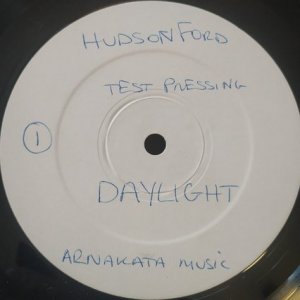 HUDSON FORD
TEST PRESSING
①
DAYLIGHT
ARNAKATA MUSIC